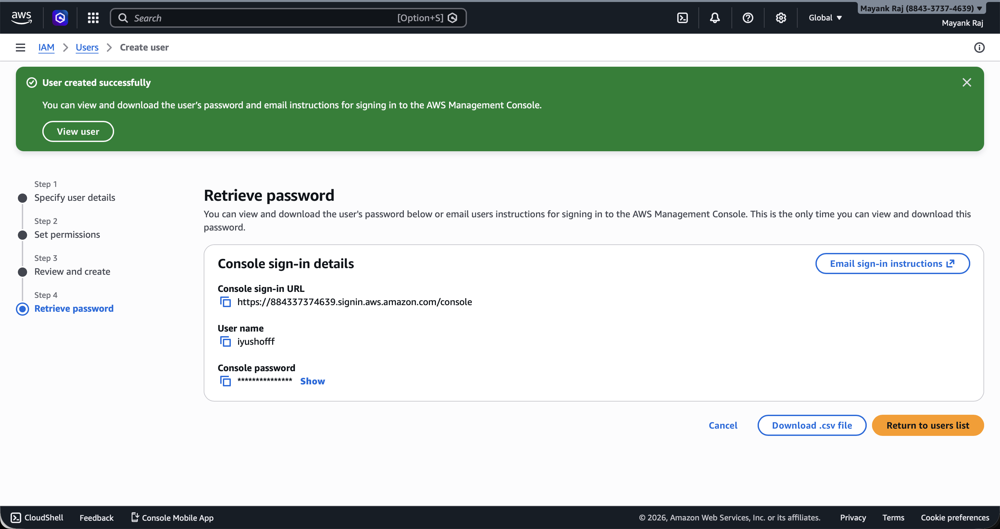 aws
Search
[Option+S]
Global
Mayank Raj (8843-3737-4639)
Mayank Raj
IAM
Users
Create user
User created successfully
You can view and download the user’s password and email instructions for signing in to the AWS Management Console.
View user
Step 1
Specify user details
Step 2
Set permissions
Step 3
Review and create
Step 4
Retrieve password
Retrieve password
You can view and download the user's password below or email users instructions for signing in to the AWS Management Console. This is the only time you can view and download this
password.
Console sign-in details
Email sign-in instructions
Console sign-in URL
https://884337374639.signin.aws.amazon.com/console
User name
iyushofff
Console password
*************** Show
Cancel
Download .csv file
Return to users list
CloudShell
Feedback
Console Mobile App
© 2026, Amazon Web Services, Inc. or its affiliates.
Privacy
Terms
Cookie preferences